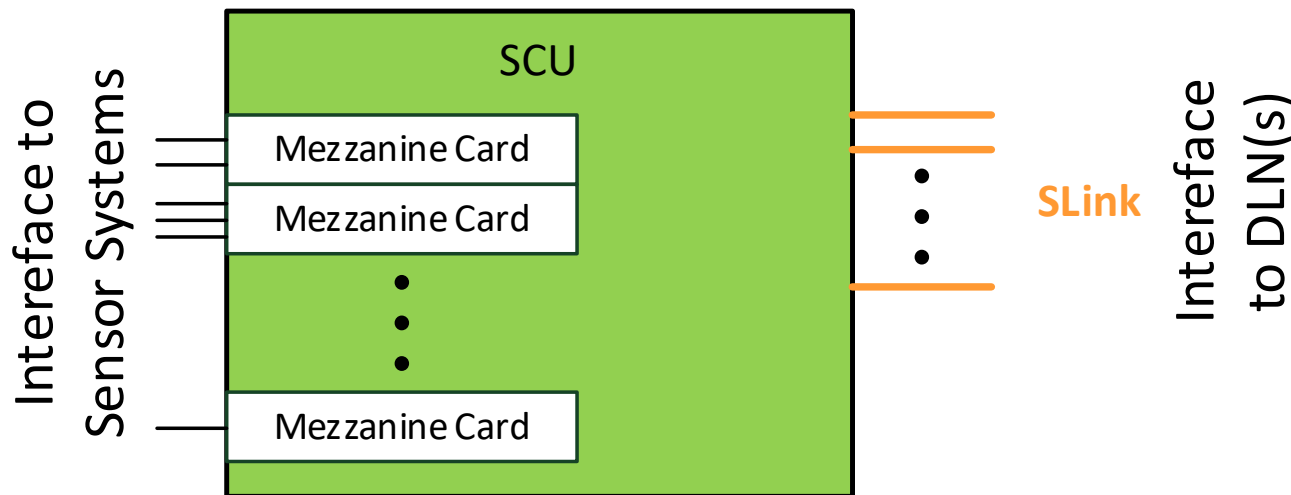 Intereface to
Sensor Systems
SCU
Mezzanine Card
Mezzanine Card
Mezzanine Card
SLink
Intereface
to DLN(s)